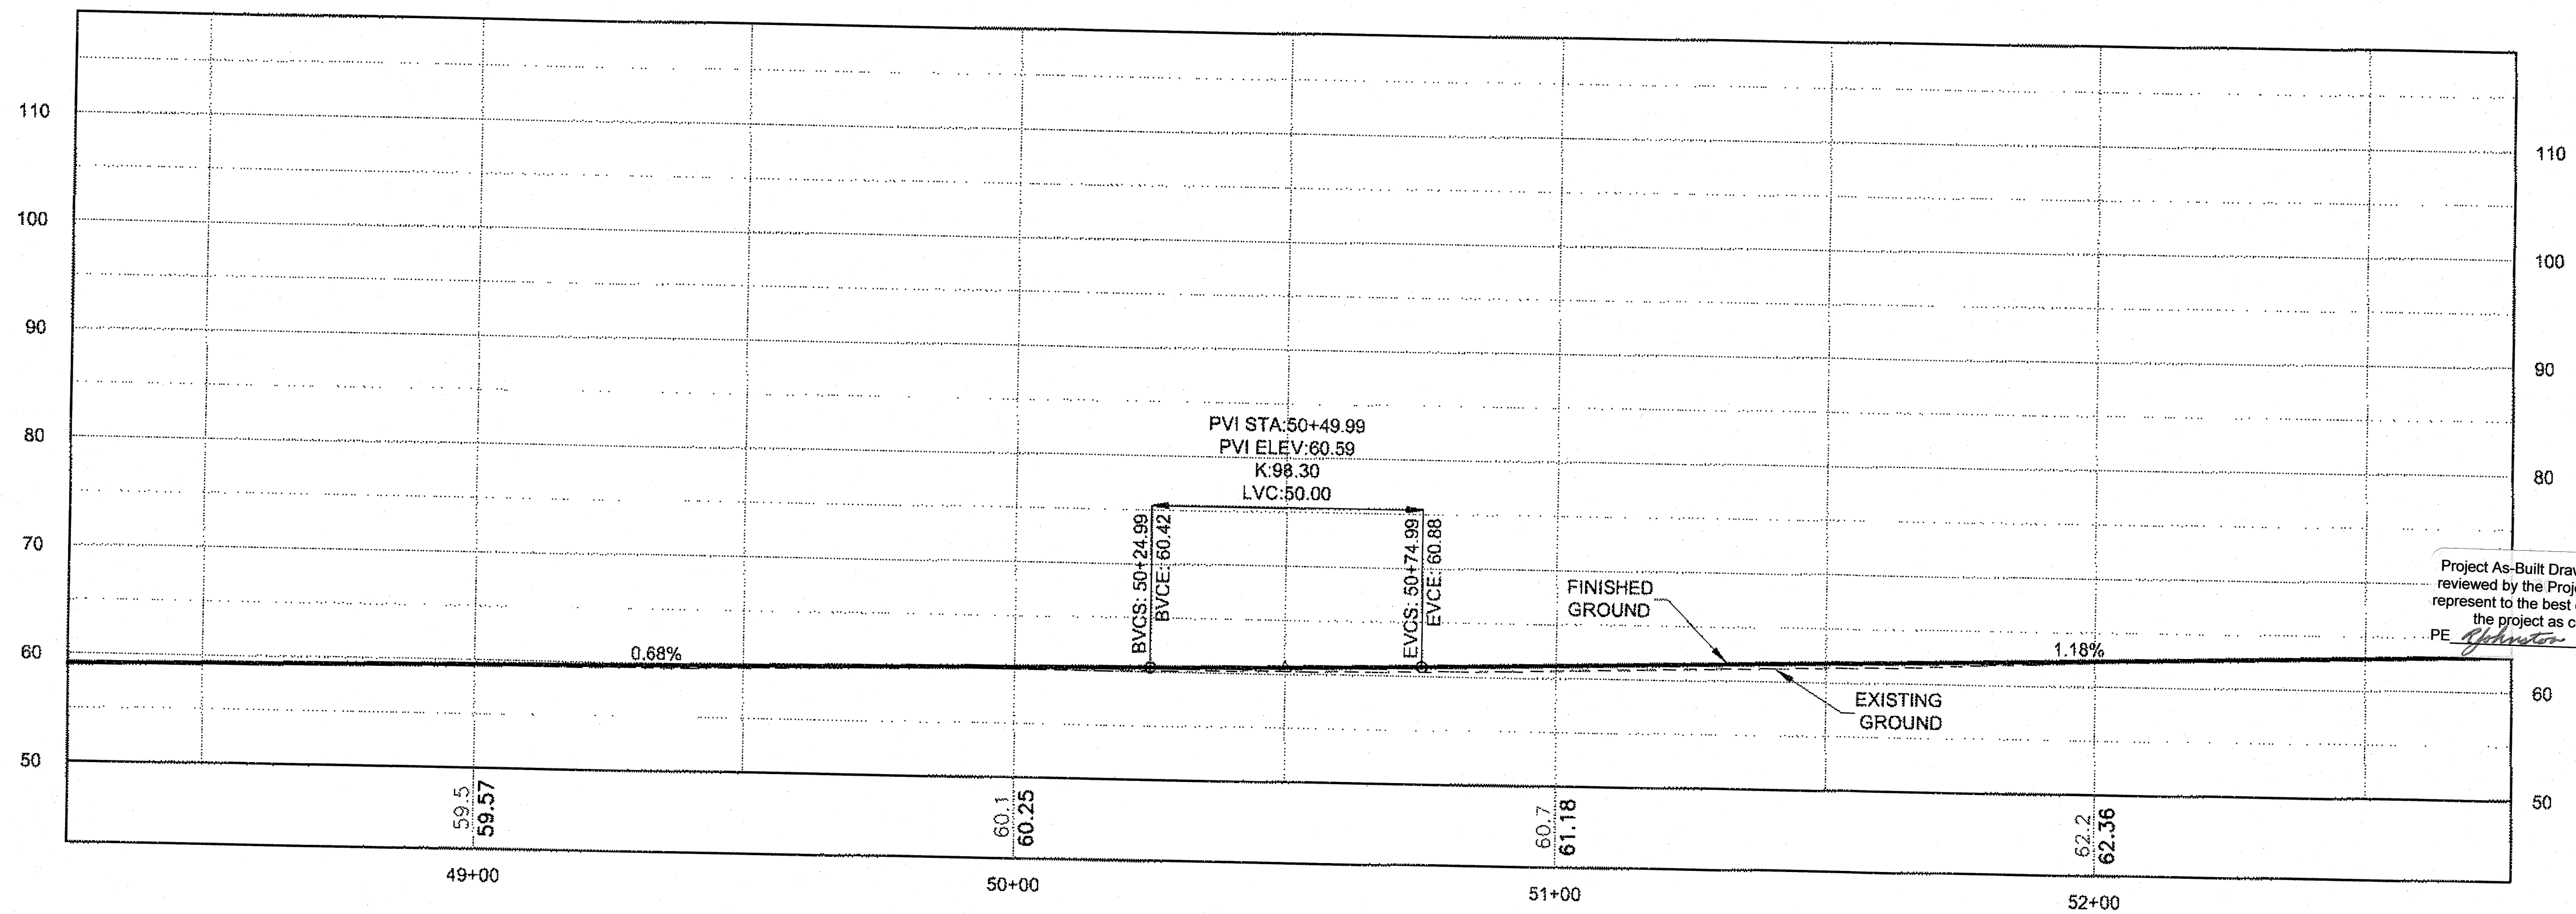 110
100
90
80
70
60
50
110
100
90
80
60
50
PVI STA:50+49.99
PVI ELEV:60.59
K:98.30
LVC:50.00
BVCS: 50+24.99
BVCE: 60.42
EVCS: 50+74.99
EVCE: 60.88
0.68%
1.18%
FINISHED
GROUND
EXISTING
GROUND
Project As-Built Draw
reviewed by the Proje
represent to the best
the project as c
PE RJohnston
59.5
59.57
60.1
60.25
60.7
61.18
62.2
62.36
49+00
50+00
51+00
52+00